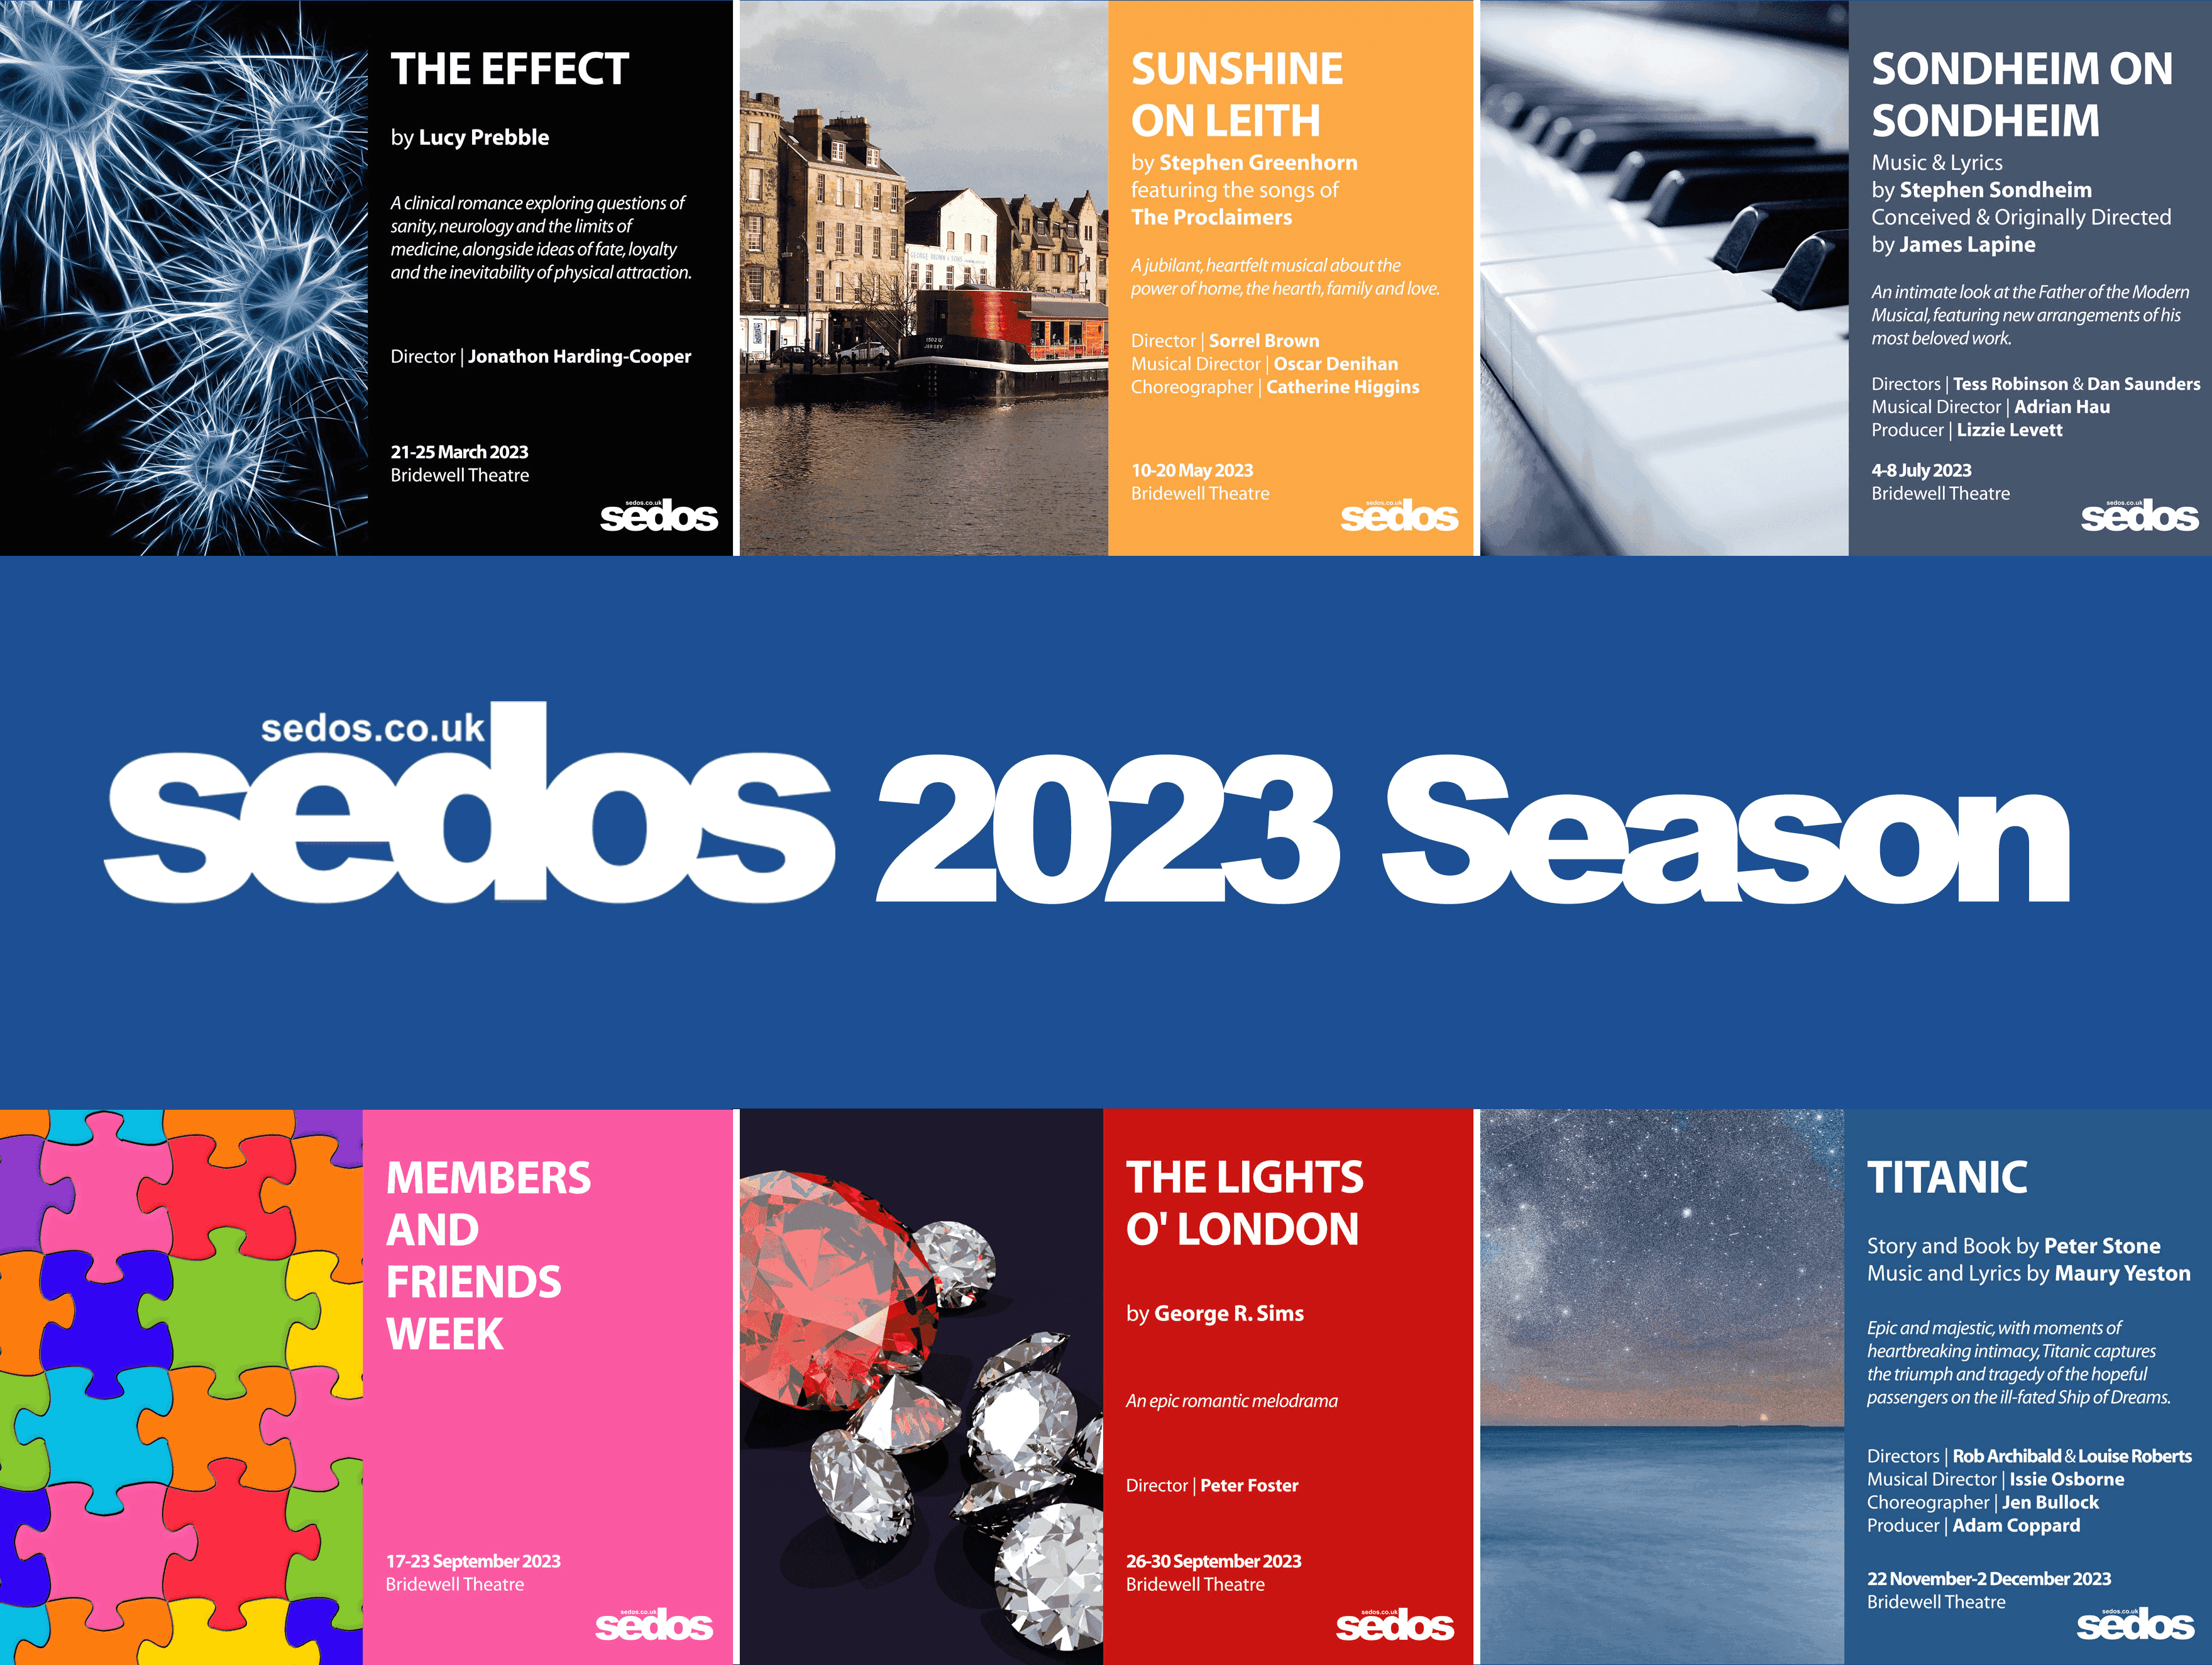 THE EFFECT
by Lucy Prebble
A clinical romance exploring questions of
sanity, neurology and the limits of
medicine, alongside ideas of fate, loyalty
and the inevitability of physical attraction.
Director | Jonathon Harding-Cooper
21-25 March 2023
Bridewell Theatre
sedos.co.uk
sedos
GEORGE BROWN & SONS
JERSEY
SUNSHINE
ON LEITH
by Stephen Greenhorn
featuring the songs of
The Proclaimers
A jubilant, heartfelt musical about the
power of home, the hearth, family and love.
Director | Sorrel Brown
Musical Director | Oscar Denihan
Choreographer | Catherine Higgins
10-20 May 2023
Bridewell Theatre
sedos.co.uk
sedos
SONDHEIM ON
SONDHEIM
Music & Lyrics
by Stephen Sondheim
Conceived & Originally Directed
by James Lapine
An intimate look at the Father of the Modern
Musical, featuring new arrangements of his
most beloved work.
Directors | Tess Robinson & Dan Saunders
Musical Director | Adrian Hau
Producer | Lizzie Levett
4-8 July 2023
Bridewell Theatre
sedos.co.uk
sedos
sedos.co.uk
sedos 2023 Season
MEMBERS
AND
FRIENDS
WEEK
17-23 September 2023
Bridewell Theatre
sedos.co.uk
sedos
THE LIGHTS
O' LONDON
by George R. Sims
An epic romantic melodrama
Director | Peter Foster
26-30 September 2023
Bridewell Theatre
sedos.co.uk
sedos
TITANIC
Story and Book by Peter Stone
Music and Lyrics by Maury Yeston
Epic and majestic, with moments of
heartbreaking intimacy, Titanic captures
the triumph and tragedy of the hopeful
passengers on the ill-fated Ship of Dreams.
Directors | Rob Archibald & Louise Roberts
Musical Director | Issie Osborne
Choreographer | Jen Bullock
Producer | Adam Coppard
22 November-2 December 2023
Bridewell Theatre
sedos.co.uk
sedos